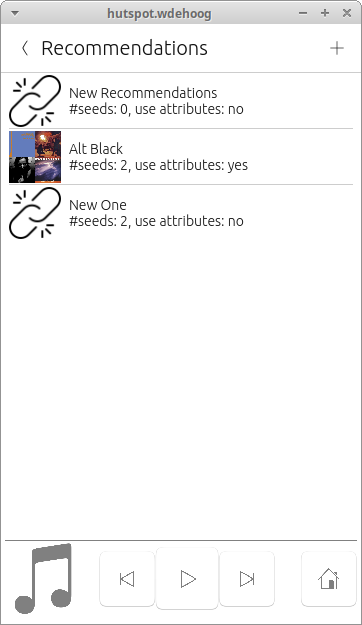 hutspot.wdehoog
Recommendations
New Recommendations
#seeds: 0, use attributes: no
Alt Black
#seeds: 2, use attributes: yes
New One
#seeds: 2, use attributes: no